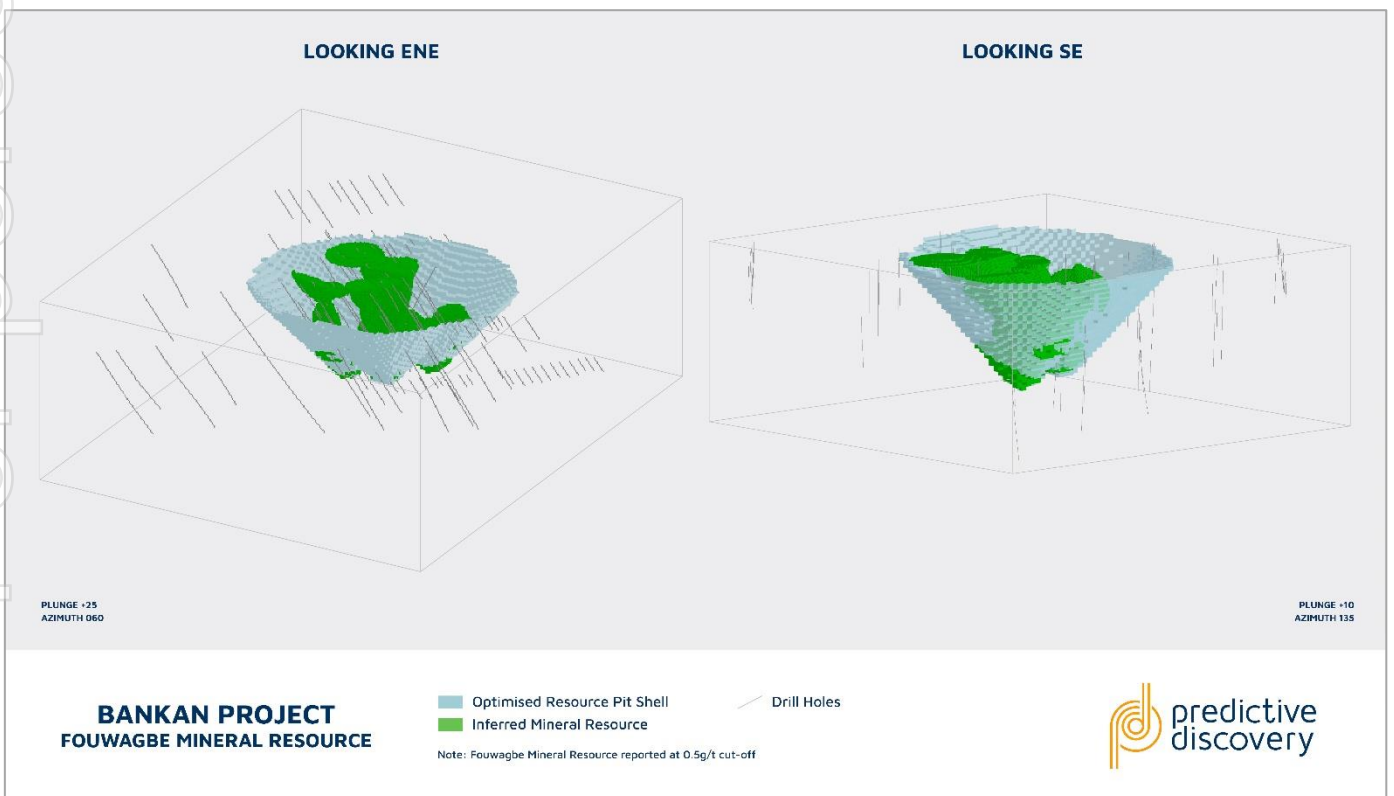 LOOKING ENE
LOOKING SE
PLUNGE +25
AZIMUTH 060
PLUNGE +10
AZIMUTH 135
BANKAN PROJECT
FOUWAGBE MINERAL RESOURCE
Optimised Resource Pit Shell
Drill Holes
Inferred Mineral Resource
Note: Fouwagbe Mineral Resource reported at 0.5g/t cut-off
predictive
discovery